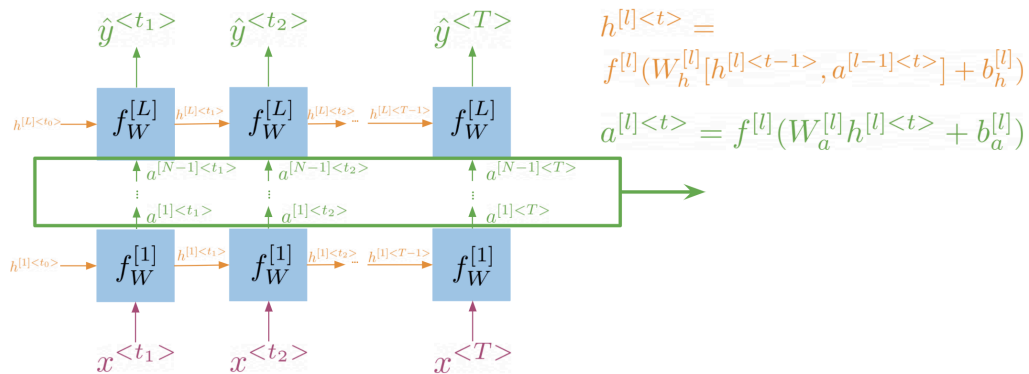 ŷ^{<t₁>} ŷ^{<t₂>} ŷ^{<T>}
h^{[l]<t>} =
f^{[l]}(W_h^{[l]}[h^{[l]<t-1>}, a^{[l-1]<t>}] + b_h^{[l]})
h^{[L]<t₀>} f_W^{[L]} h^{[L]<t₁>} f_W^{[L]} h^{[L]<t₂>} ... h^{[L]<T-1>} f_W^{[L]}
a^{[l]<t>} = f^{[l]}(W_a^{[l]}h^{[l]<t>} + b_a^{[l]})
a^{[N-1]<t₁>} a^{[N-1]<t₂>} a^{[N-1]<T>}
... ... ...
a^{[1]<t₁>} a^{[1]<t₂>} a^{[1]<T>}
h^{[1]<t₀>} f_W^{[1]} h^{[1]<t₁>} f_W^{[1]} h^{[1]<t₂>} ... h^{[1]<T-1>} f_W^{[1]}
x^{<t₁>} x^{<t₂>} x^{<T>}